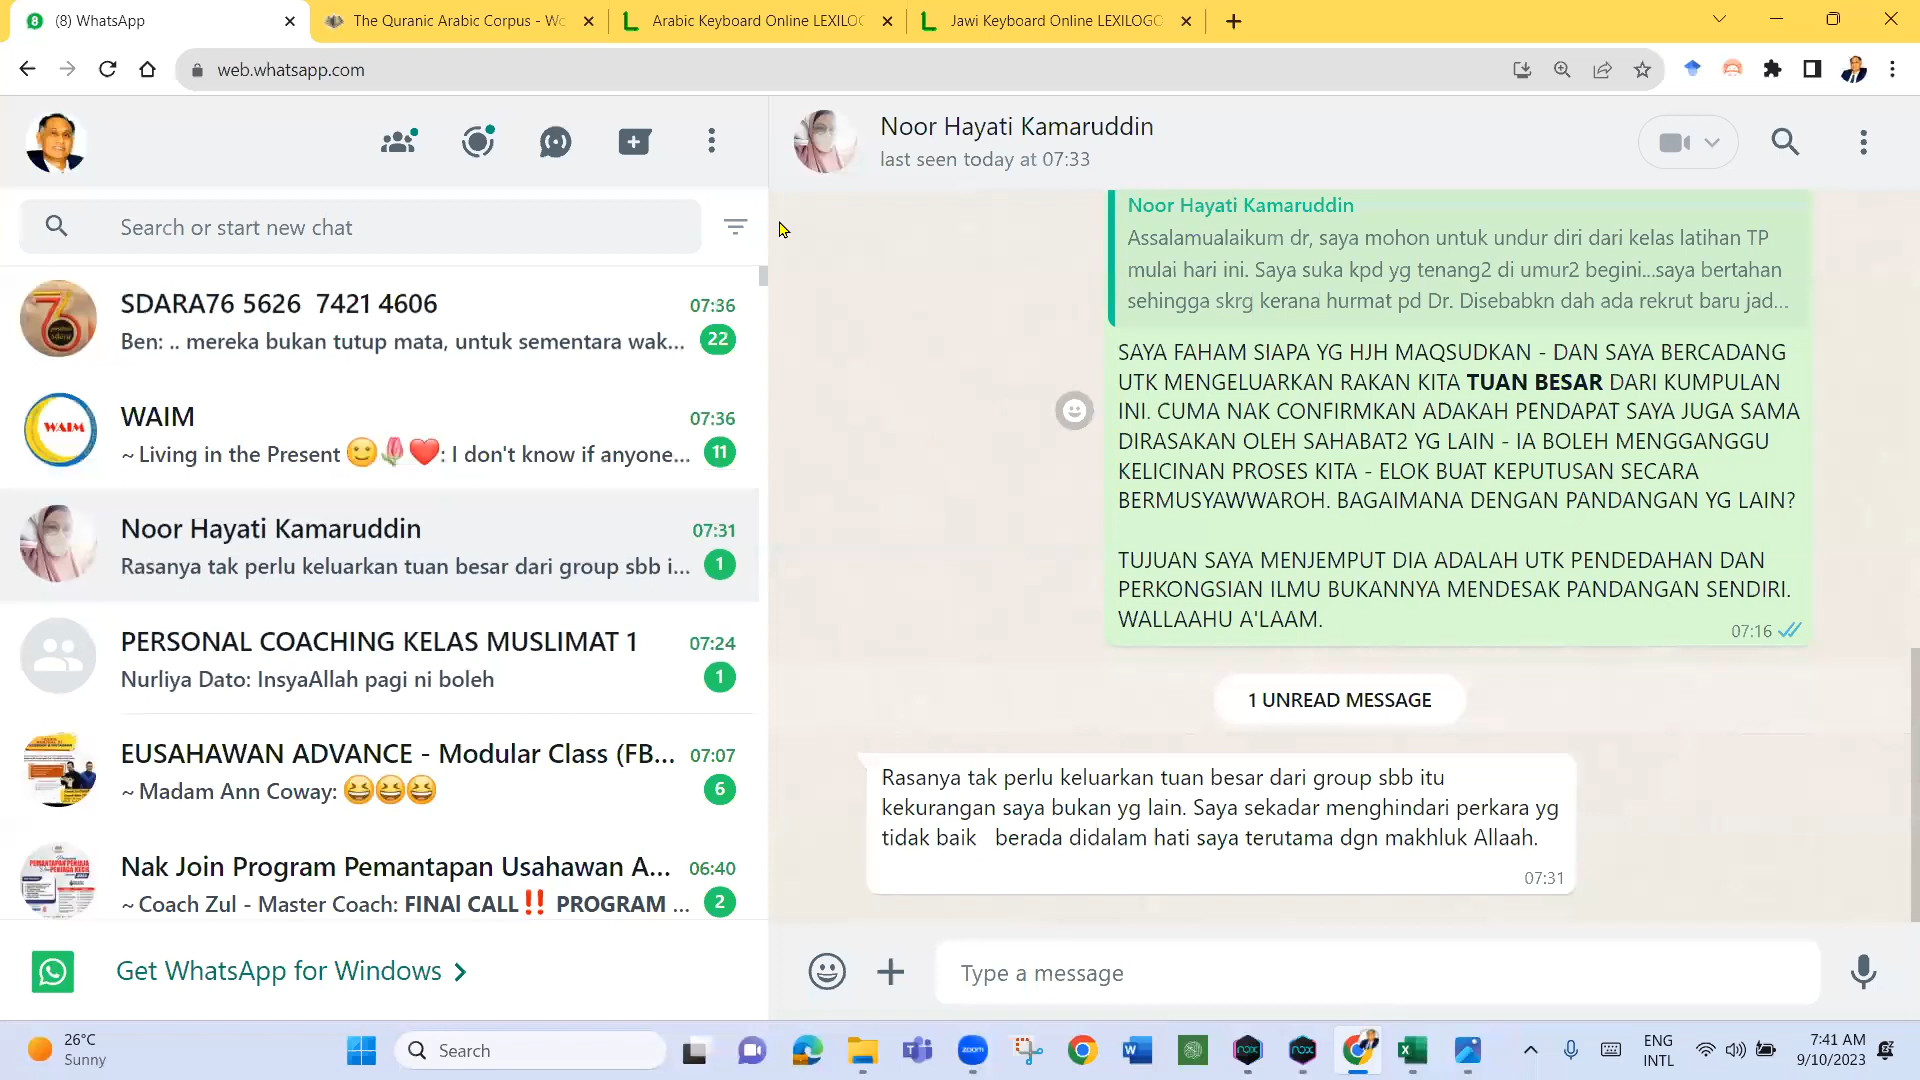 (8) WhatsApp
The Quranic Arabic Corpus - Wo
Arabic Keyboard Online LEXILOG
Jawi Keyboard Online LEXILOGO
web.whatsapp.com
Noor Hayati Kamaruddin
last seen today at 07:33
Search or start new chat
SDARA76 5626 7421 4606
07:36
Ben: .. mereka bukan tutup mata, untuk sementara wak...
22
WAIM
WAIM
07:36
~ Living in the Present 🙂🌷❤️: I don't know if anyone...
11
Noor Hayati Kamaruddin
07:31
Rasanya tak perlu keluarkan tuan besar dari group sbb i...
1
PERSONAL COACHING KELAS MUSLIMAT 1
07:24
Nurliya Dato: InsyaAllah pagi ni boleh
1
EUSAHAWAN ADVANCE - Modular Class (FB...
07:07
~ Madam Ann Coway: 😆😆😆
6
Nak Join Program Pemantapan Usahawan A...
06:40
~ Coach Zul - Master Coach: FINAl CALL‼️ PROGRAM ...
2
Get WhatsApp for Windows
Noor Hayati Kamaruddin
Assalamualaikum dr, saya mohon untuk undur diri dari kelas latihan TP
mulai hari ini. Saya suka kpd yg tenang2 di umur2 begini...saya bertahan
sehingga skrg kerana hurmat pd Dr. Disebabkn dah ada rekrut baru jad...
SAYA FAHAM SIAPA YG HJH MAQSUDKAN - DAN SAYA BERCADANG
UTK MENGELUARKAN RAKAN KITA TUAN BESAR DARI KUMPULAN
INI. CUMA NAK CONFIRMKAN ADAKAH PENDAPAT SAYA JUGA SAMA
DIRASAKAN OLEH SAHABAT2 YG LAIN - IA BOLEH MENGGANGGU
KELICINAN PROSES KITA - ELOK BUAT KEPUTUSAN SECARA
BERMUSYAWWAROH. BAGAIMANA DENGAN PANDANGAN YG LAIN?
TUJUAN SAYA MENJEMPUT DIA ADALAH UTK PENDEDAHAN DAN
PERKONGSIAN ILMU BUKANNYA MENDESAK PANDANGAN SENDIRI.
WALLAAHU A'LAAM.
07:16
1 UNREAD MESSAGE
Rasanya tak perlu keluarkan tuan besar dari group sbb itu
kekurangan saya bukan yg lain. Saya sekadar menghindari perkara yg
tidak baik berada didalam hati saya terutama dgn makhluk Allaah.
07:31
Type a message
26°C
Sunny
Search
zoom
ENG
INTL
7:41 AM
9/10/2023